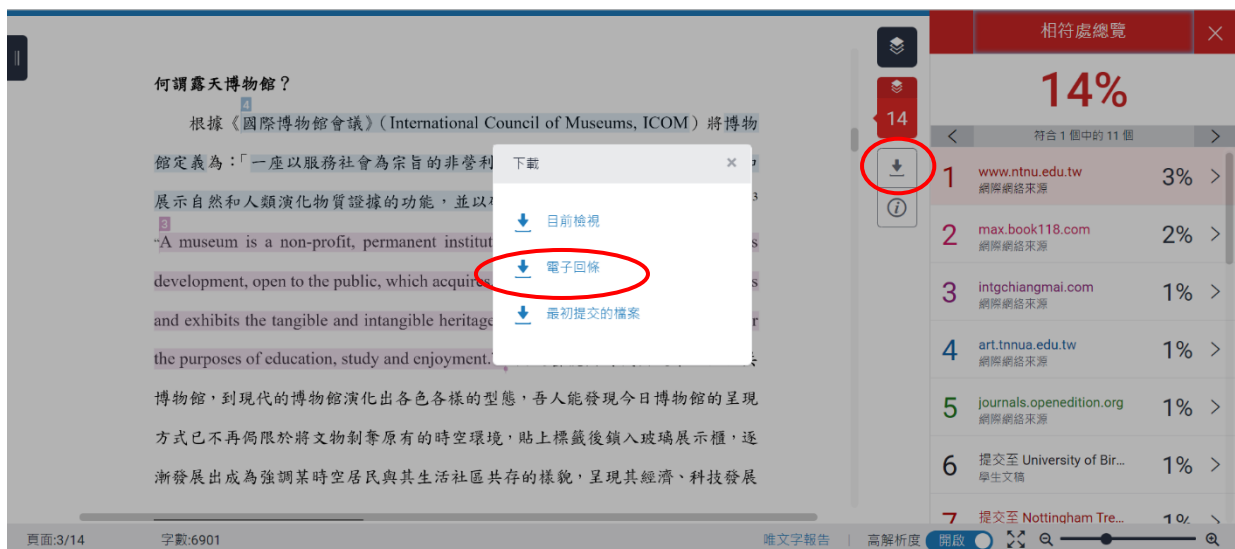 相符處總覽
14%
符合 1 個中的 11 個
14
1 www.ntnu.edu.tw 3%
網際網絡來源
2 max.book118.com 2%
網際網絡來源
3 intgchiangmai.com 1%
網際網絡來源
4 art.tnnua.edu.tw 1%
網際網絡來源
5 journals.openedition.org 1%
網際網絡來源
6 提交至 University of Bir... 1%
學生文稿
7 提交至 Nottingham Tre... 1%
何謂露天博物館？
4
根據《國際博物館會議》（International Council of Museums, ICOM）將博物
館定義為：「一座以服務社會為宗旨的非營利
展示自然和人類演化物質證據的功能，並以 3
3
"A museum is a non-profit, permanent institut s
development, open to the public, which acquires s
and exhibits the tangible and intangible heritage r
the purposes of education, study and enjoyment.
博物館，到現代的博物館演化出各色各樣的型態，吾人能發現今日博物館的呈現
方式已不再侷限於將文物剝奪原有的時空環境，貼上標籤後鎖入玻璃展示櫃，逐
漸發展出成為強調某時空居民與其生活社區共存的樣貌，呈現其經濟、科技發展
下載
目前檢視
電子回條
最初提交的檔案
頁面:3/14 字數:6901 唯文字報告 高解析度 開啟